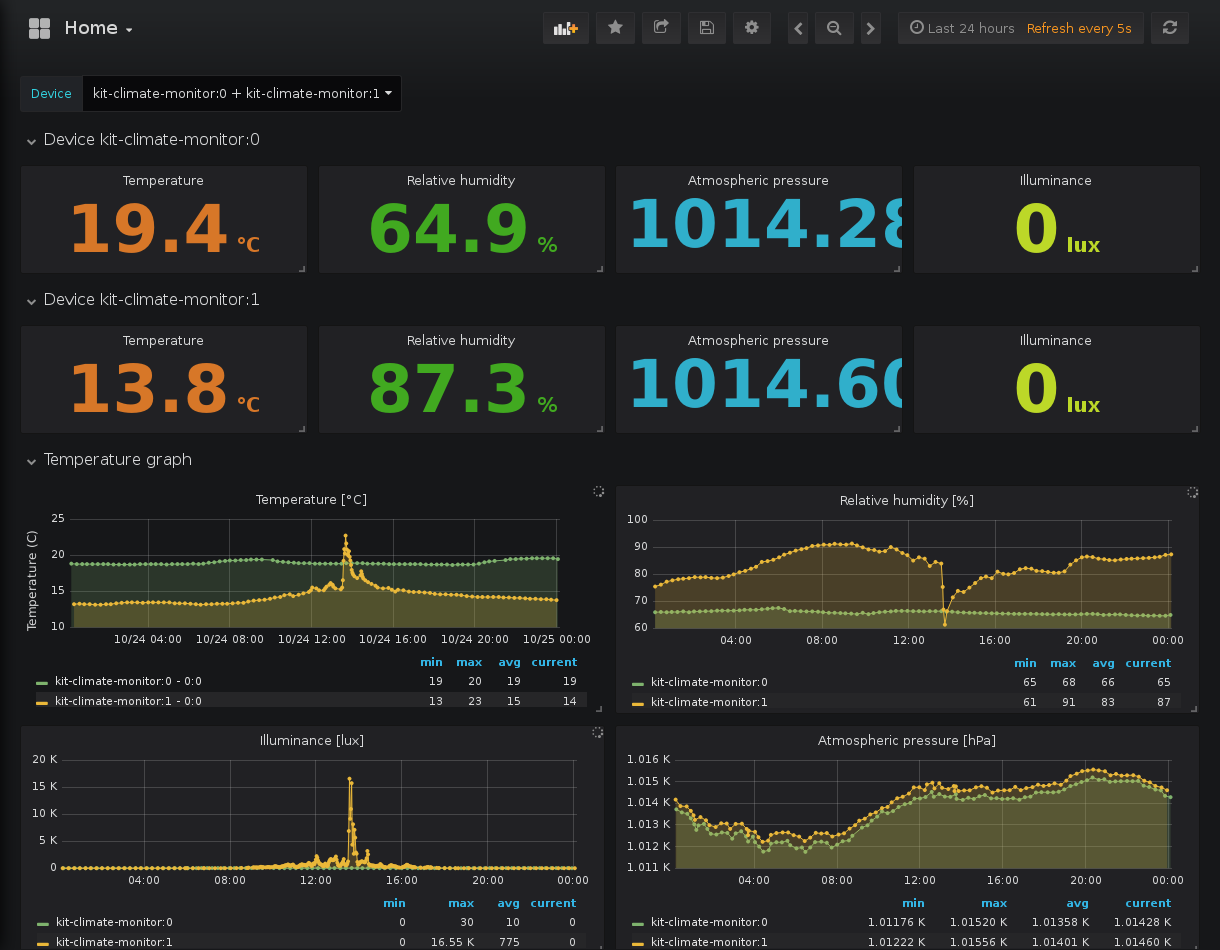 Home
Last 24 hours Refresh every 5s
Device kit-climate-monitor:0 + kit-climate-monitor:1
Device kit-climate-monitor:0
Temperature Relative humidity Atmospheric pressure Illuminance
19.4 °C 64.9 % 1014.28 0 lux
Device kit-climate-monitor:1
Temperature Relative humidity Atmospheric pressure Illuminance
13.8 °C 87.3 % 1014.60 0 lux
Temperature graph
Temperature [°C]
Temperature (C)
25
20
15
10
10/24 04:00 10/24 08:00 10/24 12:00 10/24 16:00 10/24 20:00 10/25 00:00
min max avg current
kit-climate-monitor:0 - 0:0 19 20 19 19
kit-climate-monitor:1 - 0:0 13 23 15 14
Relative humidity [%]
100
90
80
70
60
04:00 08:00 12:00 16:00 20:00 00:00
min max avg current
kit-climate-monitor:0 65 68 66 65
kit-climate-monitor:1 61 91 83 87
Illuminance [lux]
20 K
15 K
10 K
5 K
0
04:00 08:00 12:00 16:00 20:00 00:00
min max avg current
kit-climate-monitor:0 0 30 10 0
kit-climate-monitor:1 0 16.55 K 775 0
Atmospheric pressure [hPa]
1.016 K
1.015 K
1.014 K
1.013 K
1.012 K
1.011 K
04:00 08:00 12:00 16:00 20:00 00:00
min max avg current
kit-climate-monitor:0 1.01176 K 1.01520 K 1.01358 K 1.01428 K
kit-climate-monitor:1 1.01222 K 1.01556 K 1.01401 K 1.01460 K